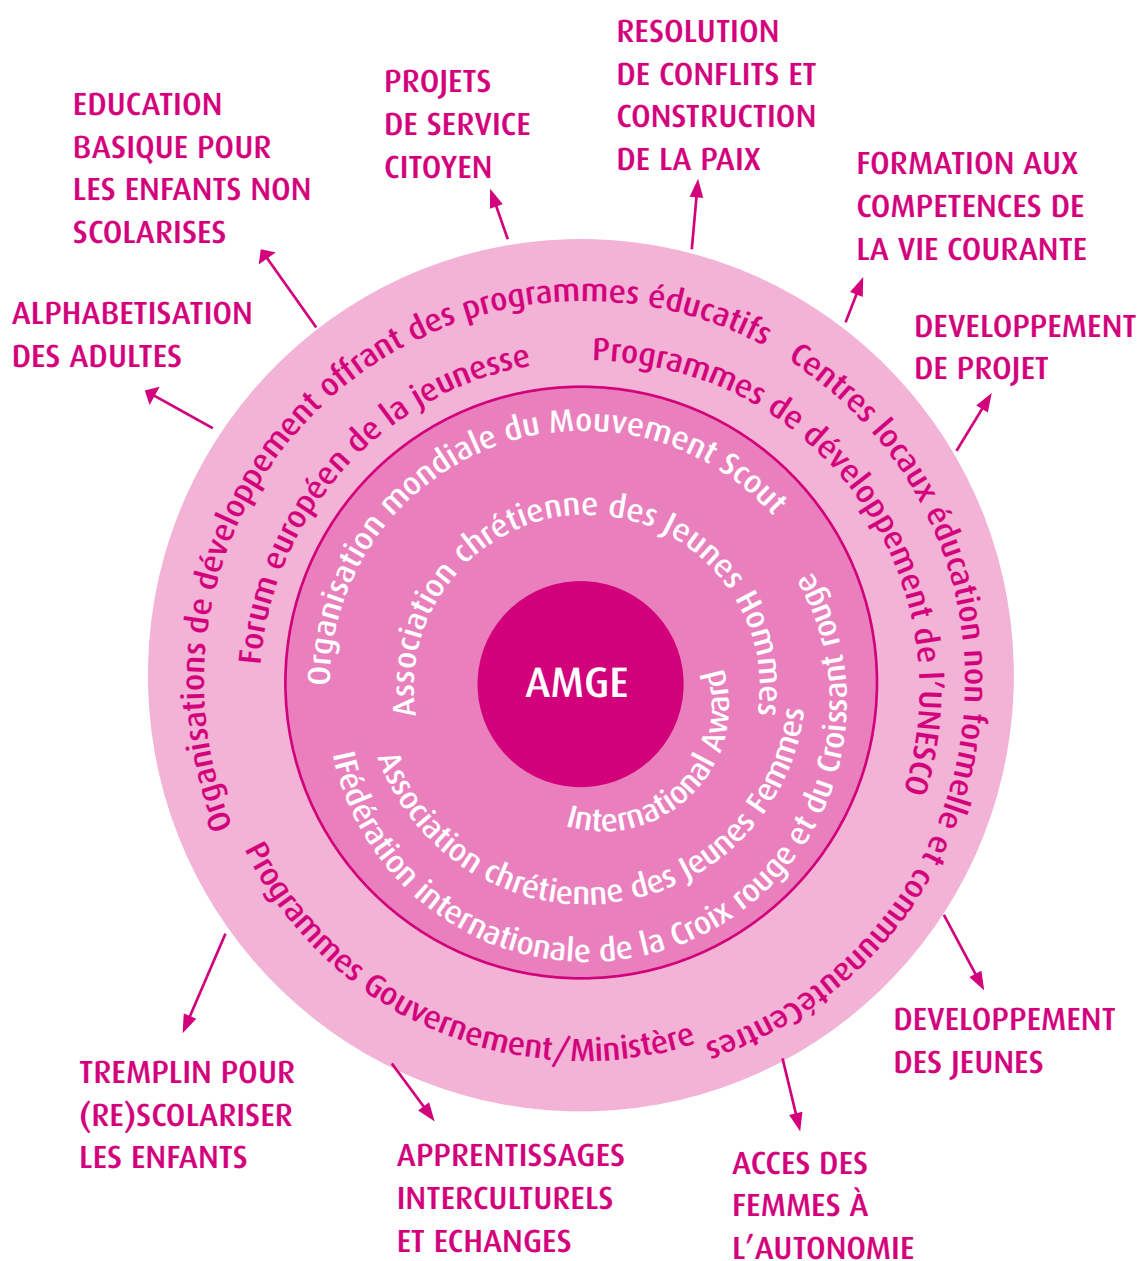 RESOLUTION
DE CONFLITS ET
CONSTRUCTION
DE LA PAIX
PROJETS
DE SERVICE
CITOYEN
EDUCATION
BASIQUE POUR
LES ENFANTS NON
SCOLARISES
FORMATION AUX
COMPETENCES DE
LA VIE COURANTE
ALPHABETISATION
DES ADULTES
DEVELOPPEMENT
DE PROJET
Organisations de développement offrant des programmes éducatifs
Centres locaux éducation non formelle et communautéCentres
Forum européen de la jeunesse
Programmes de développement de l'UNESCO
Programmes Gouvernement/Ministère
Organisation mondiale du Mouvement Scout
Association chrétienne des Jeunes Hommes
AMGE
International Award
Association chrétienne des Jeunes Femmes
IFédération internationale de la Croix rouge et du Croissant rouge
DEVELOPPEMENT
DES JEUNES
TREMPLIN POUR
(RE)SCOLARISER
LES ENFANTS
APPRENTISSAGES
INTERCULTURELS
ET ECHANGES
ACCES DES
FEMMES À
L'AUTONOMIE